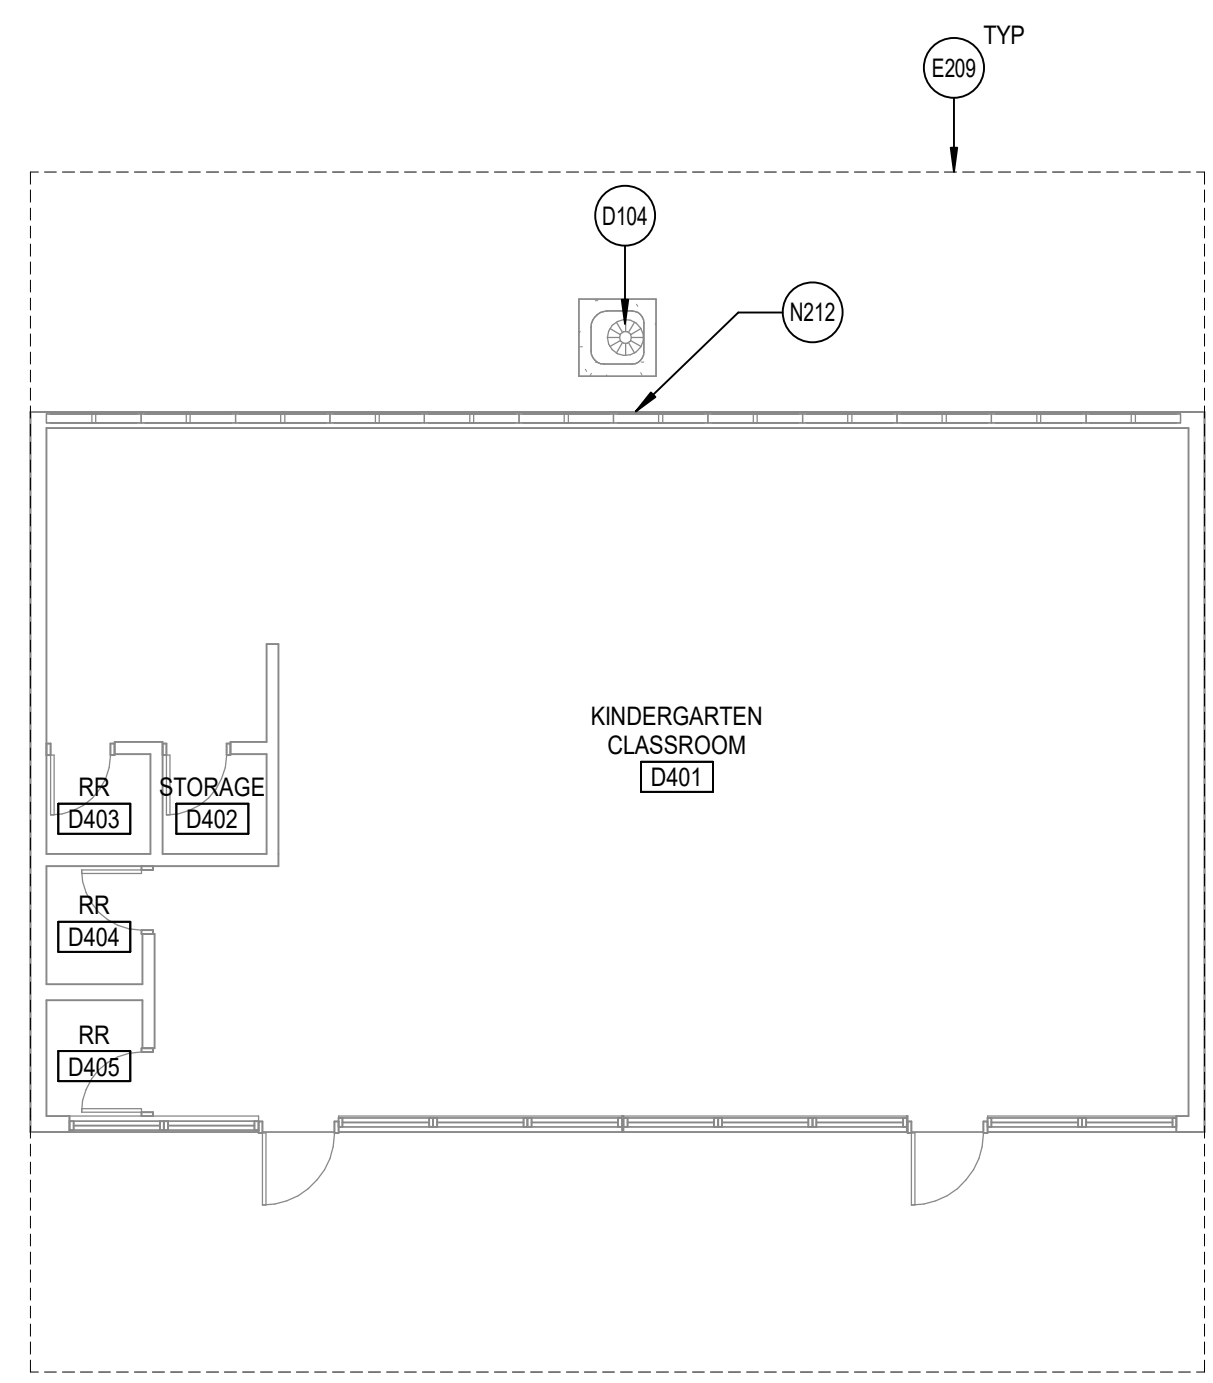 TYP
E209
D104
N212
KINDERGARTEN
CLASSROOM
D401
RR
D403
STORAGE
D402
RR
D404
RR
D405